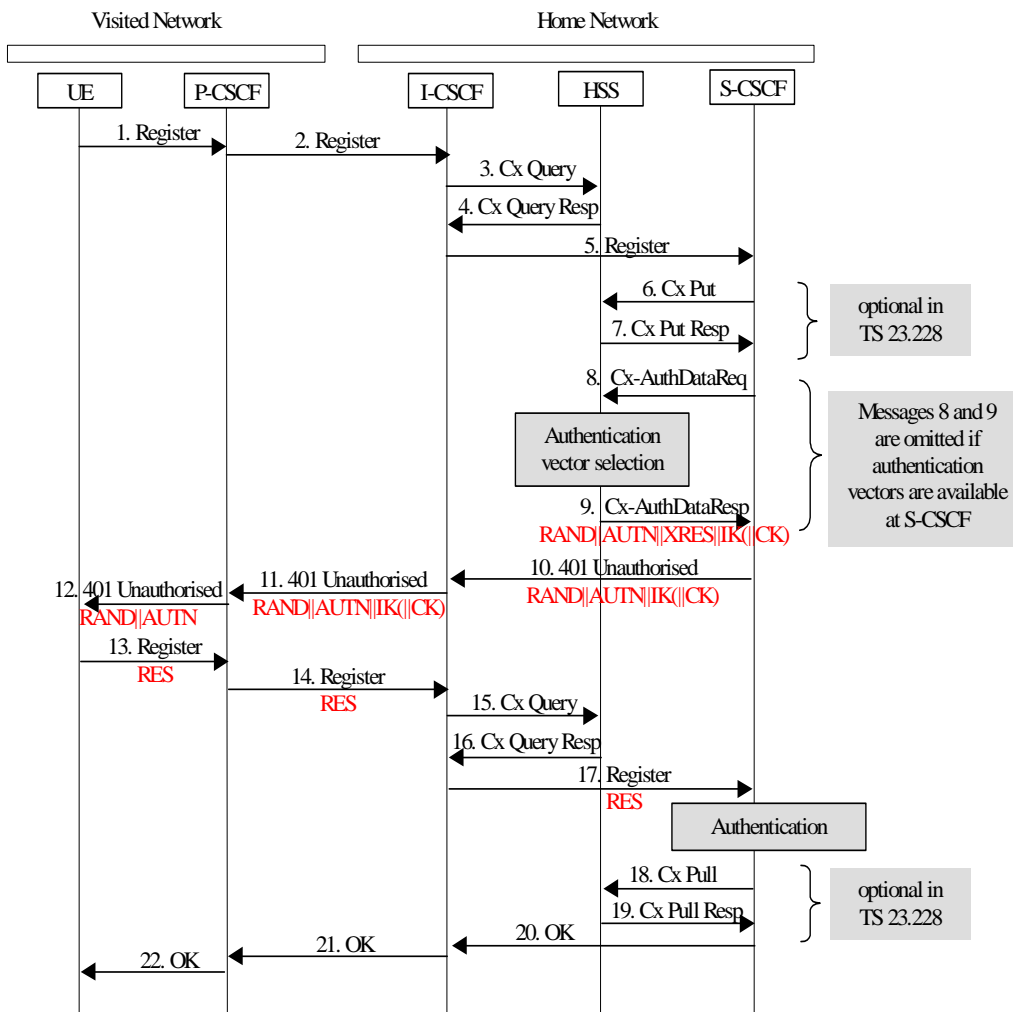 Visited Network
Home Network
UE
P-CSCF
I-CSCF
HSS
S-CSCF
1. Register
2. Register
3. Cx Query
4. Cx Query Resp
5. Register
6. Cx Put
7. Cx Put Resp
optional in
TS 23.228
8. Cx-AuthDataReq
Authentication
vector selection
Messages 8 and 9
are omitted if
authentication
vectors are available
at S-CSCF
9. Cx-AuthDataResp
RAND||AUTN||XRES||IK(||CK)
10. 401 Unauthorised
RAND||AUTN||IK(||CK)
11. 401 Unauthorised
RAND||AUTN||IK(||CK)
12. 401 Unauthorised
RAND||AUTN
13. Register
RES
14. Register
RES
15. Cx Query
16. Cx Query Resp
17. Register
RES
Authentication
18. Cx Pull
19. Cx Pull Resp
optional in
TS 23.228
20. OK
21. OK
22. OK